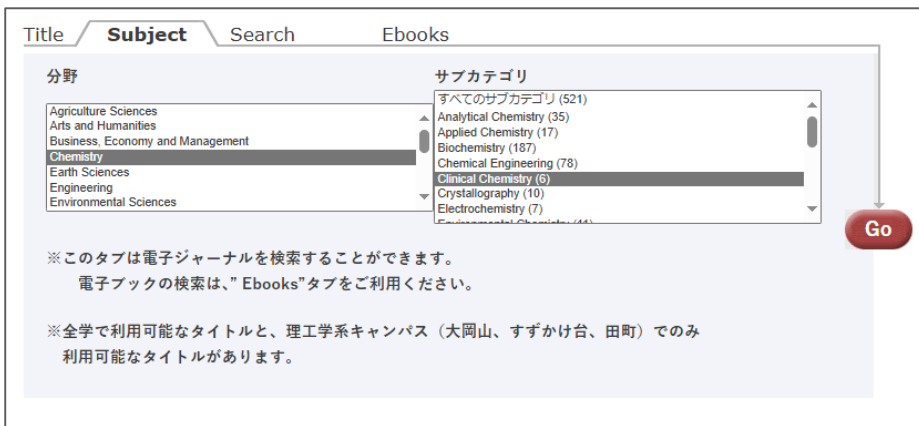 Title Subject Search Ebooks
分野
Agriculture Sciences
Arts and Humanities
Business, Economy and Management
Chemistry
Earth Sciences
Engineering
Environmental Sciences
サブカテゴリ
すべてのサブカテゴリ (521)
Analytical Chemistry (35)
Applied Chemistry (17)
Biochemistry (187)
Chemical Engineering (78)
Clinical Chemistry (6)
Crystallography (10)
Electrochemistry (7)
Environmental Chemistry (41)
Go
※このタブは電子ジャーナルを検索することができます。
電子ブックの検索は、” Ebooks”タブをご利用ください。
※全学で利用可能なタイトルと、理工学系キャンパス（大岡山、すずかけ台、田町）でのみ
利用可能なタイトルがあります。